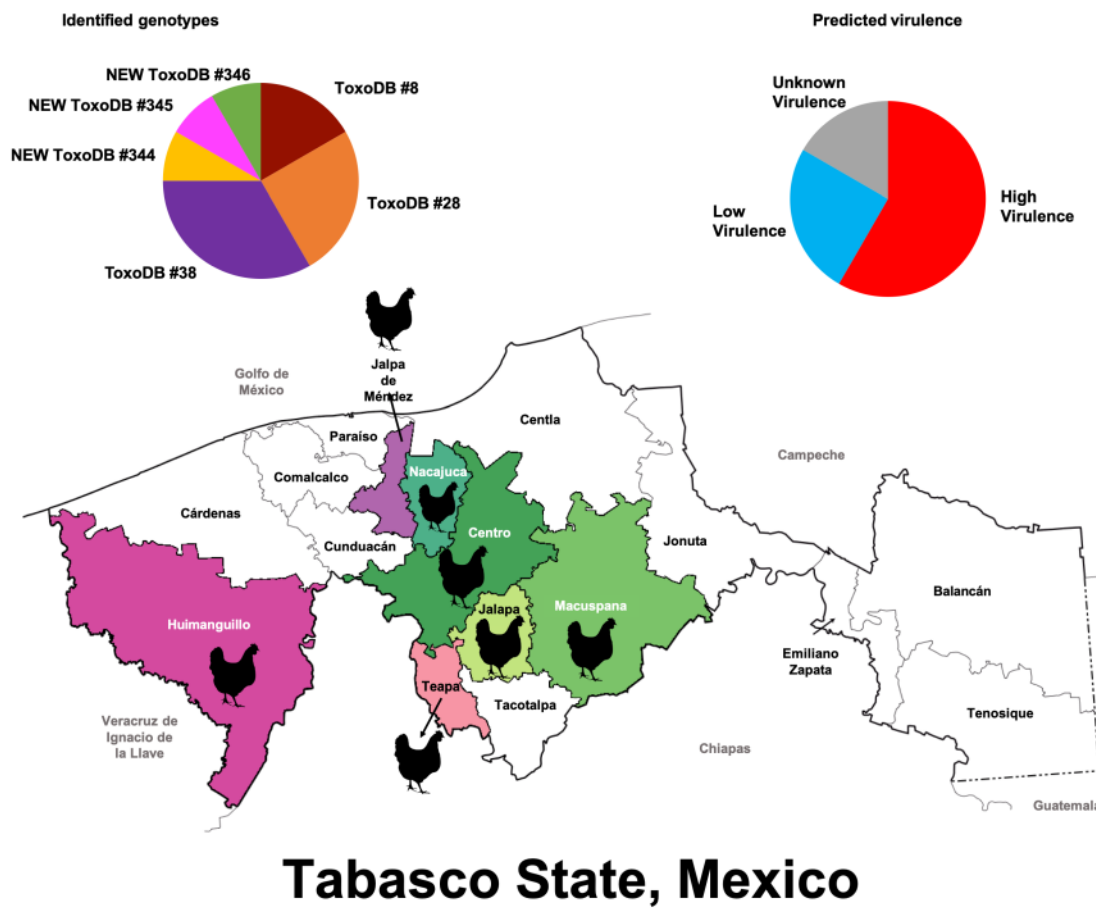 Identified genotypes
Predicted virulence
NEW ToxoDB #346
ToxoDB #8
NEW ToxoDB #345
NEW ToxoDB #344
ToxoDB #28
ToxoDB #38
Unknown
Virulence
Low
Virulence
High
Virulence
Golfo de
México
Jalpa
de
Méndez
Paraíso
Centla
Comalcalco
Nacajuca
Campeche
Cárdenas
Cunduacán
Centro
Jonuta
Balancán
Huimanguillo
Jalapa
Macuspana
Emiliano
Zapata
Teapa
Tacotalpa
Tenosique
Veracruz de
Ignacio de
la Llave
Chiapas
Guatemala
Tabasco State, Mexico